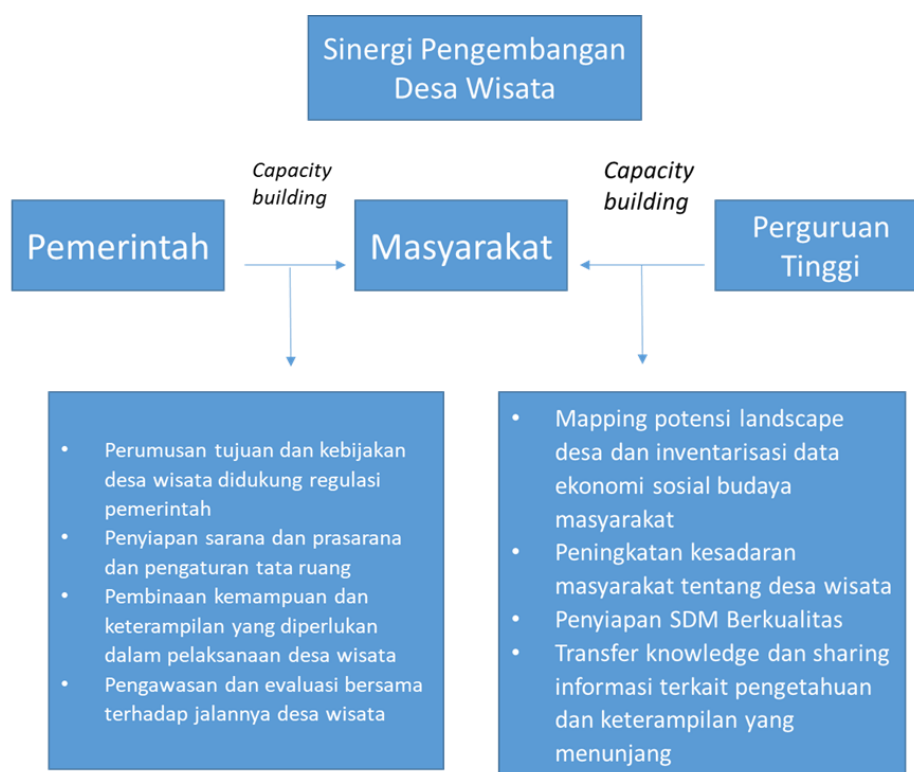 Sinergi Pengembangan
Desa Wisata
Capacity
building
Capacity
building
Pemerintah
Masyarakat
Perguruan
Tinggi
• Perumusan tujuan dan kebijakan
desa wisata didukung regulasi
pemerintah
• Penyiapan sarana dan prasarana
dan pengaturan tata ruang
• Pembinaan kemampuan dan
keterampilan yang diperlukan
dalam pelaksanaan desa wisata
• Pengawasan dan evaluasi bersama
terhadap jalannya desa wisata
• Mapping potensi landscape
desa dan inventarisasi data
ekonomi sosial budaya
masyarakat
• Peningkatan kesadaran
masyarakat tentang desa wisata
• Penyiapan SDM Berkualitas
• Transfer knowledge dan sharing
informasi terkait pengetahuan
dan keterampilan yang
menunjang